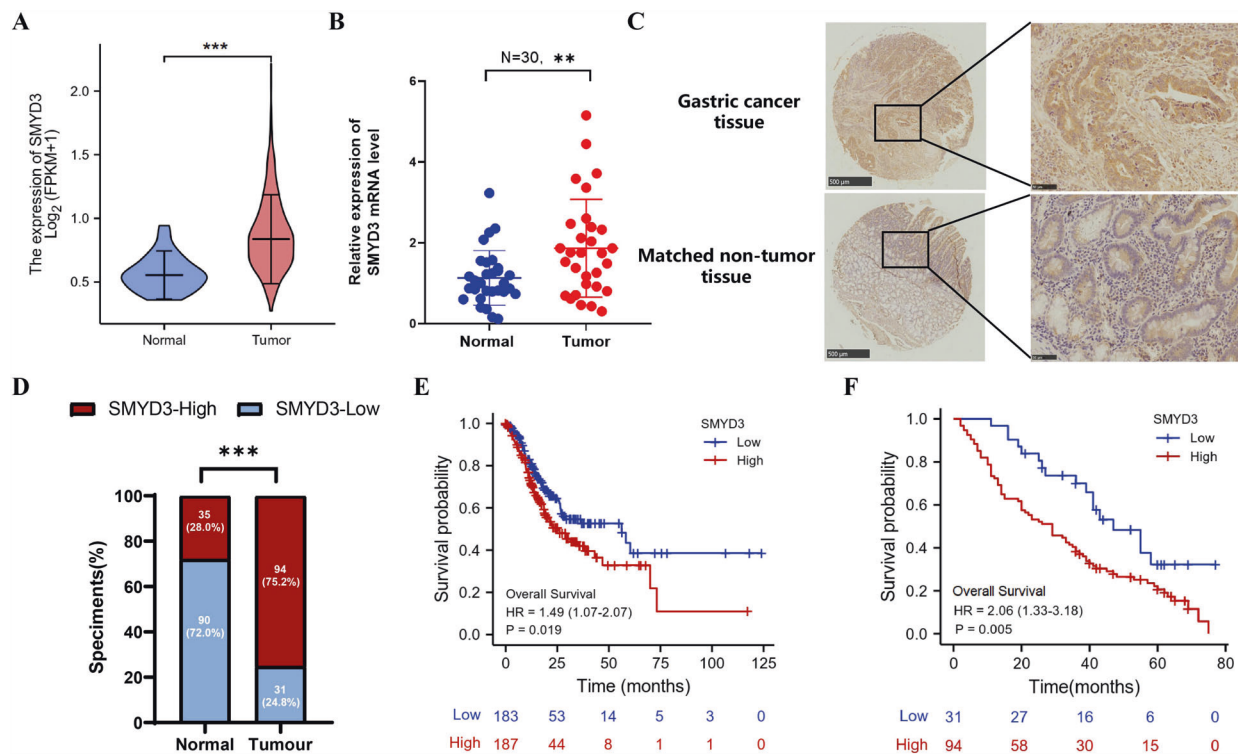 A
***
The expression of SMYD3
Log2 (FPKM+1)
2.0
1.5
1.0
0.5
Normal
Tumor
B
N=30, **
Relative expression of
SMYD3 mRNA level
6
4
2
0
Normal
Tumor
C
Gastric cancer
tissue
500 μm
Matched non-tumor
tissue
500 μm
D
SMYD3-High
SMYD3-Low
***
Speciments(%)
100
80
60
40
20
0
35
(28.0%)
90
(72.0%)
94
(75.2%)
31
(24.8%)
Normal
Tumour
E
SMYD3
Low
High
Survival probability
1.0
0.8
0.6
0.4
0.2
0.0
Overall Survival
HR = 1.49 (1.07-2.07)
P = 0.019
0 25 50 75 100 125
Time (months)
Low 183 53 14 5 3 0
High 187 44 8 1 1 0
F
SMYD3
Low
High
Survival probability
1.0
0.8
0.6
0.4
0.2
0.0
Overall Survival
HR = 2.06 (1.33-3.18)
P = 0.005
0 20 40 60 80
Time(months)
Low 31 27 16 6 0
High 94 58 30 15 0